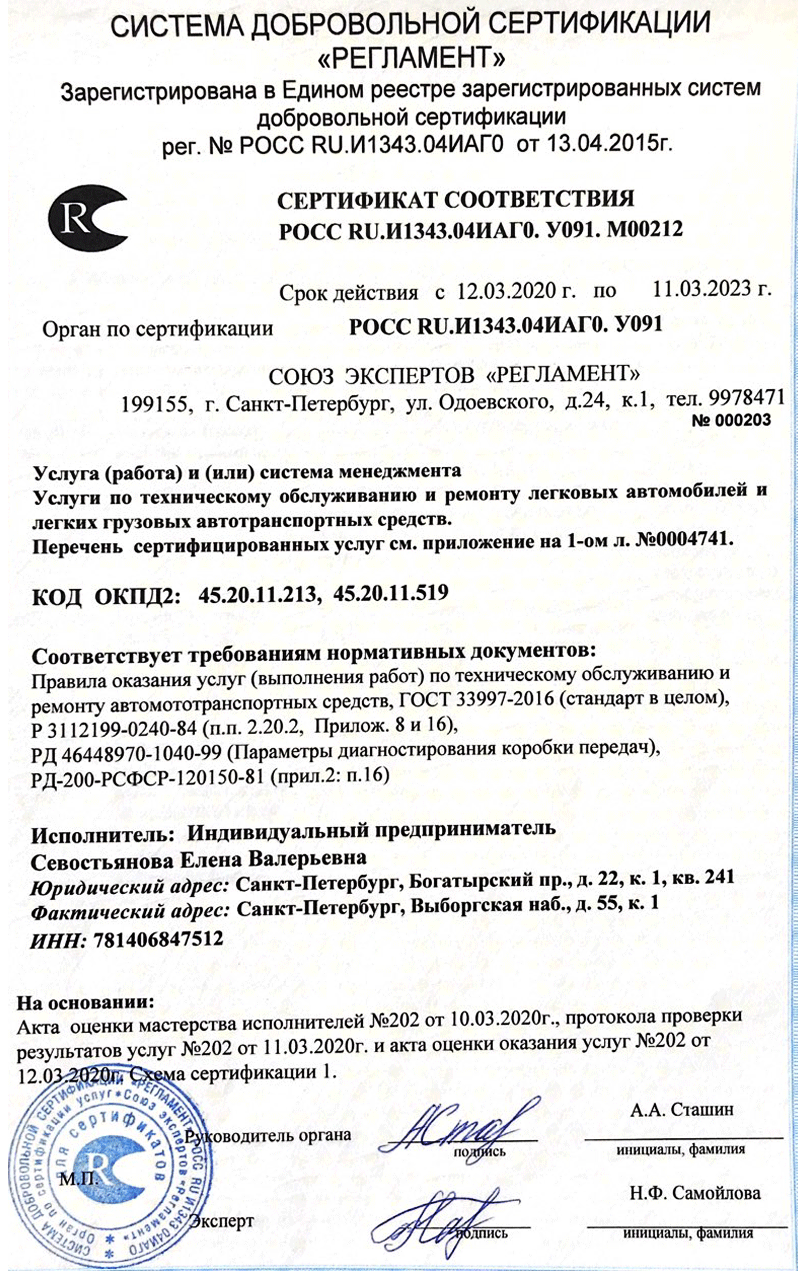 СИСТЕМА ДОБРОВОЛЬНОЙ СЕРТИФИКАЦИИ
«РЕГЛАМЕНТ»
Зарегистрирована в Едином реестре зарегистрированных систем
добровольной сертификации
рег. № РОСС RU.И1343.04ИАГ0 от 13.04.2015г.
RC
СЕРТИФИКАТ СООТВЕТСТВИЯ
РОСС RU.И1343.04ИАГ0. У091. М00212
Срок действия с 12.03.2020 г. по 11.03.2023 г.
Орган по сертификации РОСС RU.И1343.04ИАГ0. У091
СОЮЗ ЭКСПЕРТОВ «РЕГЛАМЕНТ»
199155, г. Санкт-Петербург, ул. Одоевского, д.24, к.1, тел. 9978471
№ 000203
Услуга (работа) и (или) система менеджмента
Услуги по техническому обслуживанию и ремонту легковых автомобилей и
легких грузовых автотранспортных средств.
Перечень сертифицированных услуг см. приложение на 1-ом л. №0004741.
КОД ОКПД2: 45.20.11.213, 45.20.11.519
Соответствует требованиям нормативных документов:
Правила оказания услуг (выполнения работ) по техническому обслуживанию и
ремонту автомототранспортных средств, ГОСТ 33997-2016 (стандарт в целом),
Р 3112199-0240-84 (п.п. 2.20.2, Прилож. 8 и 16),
РД 46448970-1040-99 (Параметры диагностирования коробки передач),
РД-200-РСФСР-120150-81 (прил.2: п.16)
Исполнитель: Индивидуальный предприниматель
Севостьянова Елена Валерьевна
Юридический адрес: Санкт-Петербург, Богатырский пр., д. 22, к. 1, кв. 241
Фактический адрес: Санкт-Петербург, Выборгская наб., д. 55, к. 1
ИНН: 781406847512
На основании:
Акта оценки мастерства исполнителей №202 от 10.03.2020г., протокола проверки
результатов услуг №202 от 11.03.2020г. и акта оценки оказания услуг №202 от
12.03.2020г. Схема сертификации 1.
А.А. Сташин
Руководитель органа
подпись
инициалы, фамилия
М.П.
Н.Ф. Самойлова
Эксперт
подпись
инициалы, фамилия
СИСТЕМА ДОБРОВОЛЬНОЙ СЕРТИФИКАЦИИ «РЕГЛАМЕНТ» РОСС RU.И1343.04ИАГ0
Орган по сертификации услуг • Союз экспертов «Регламент»
для сертификатов
RC